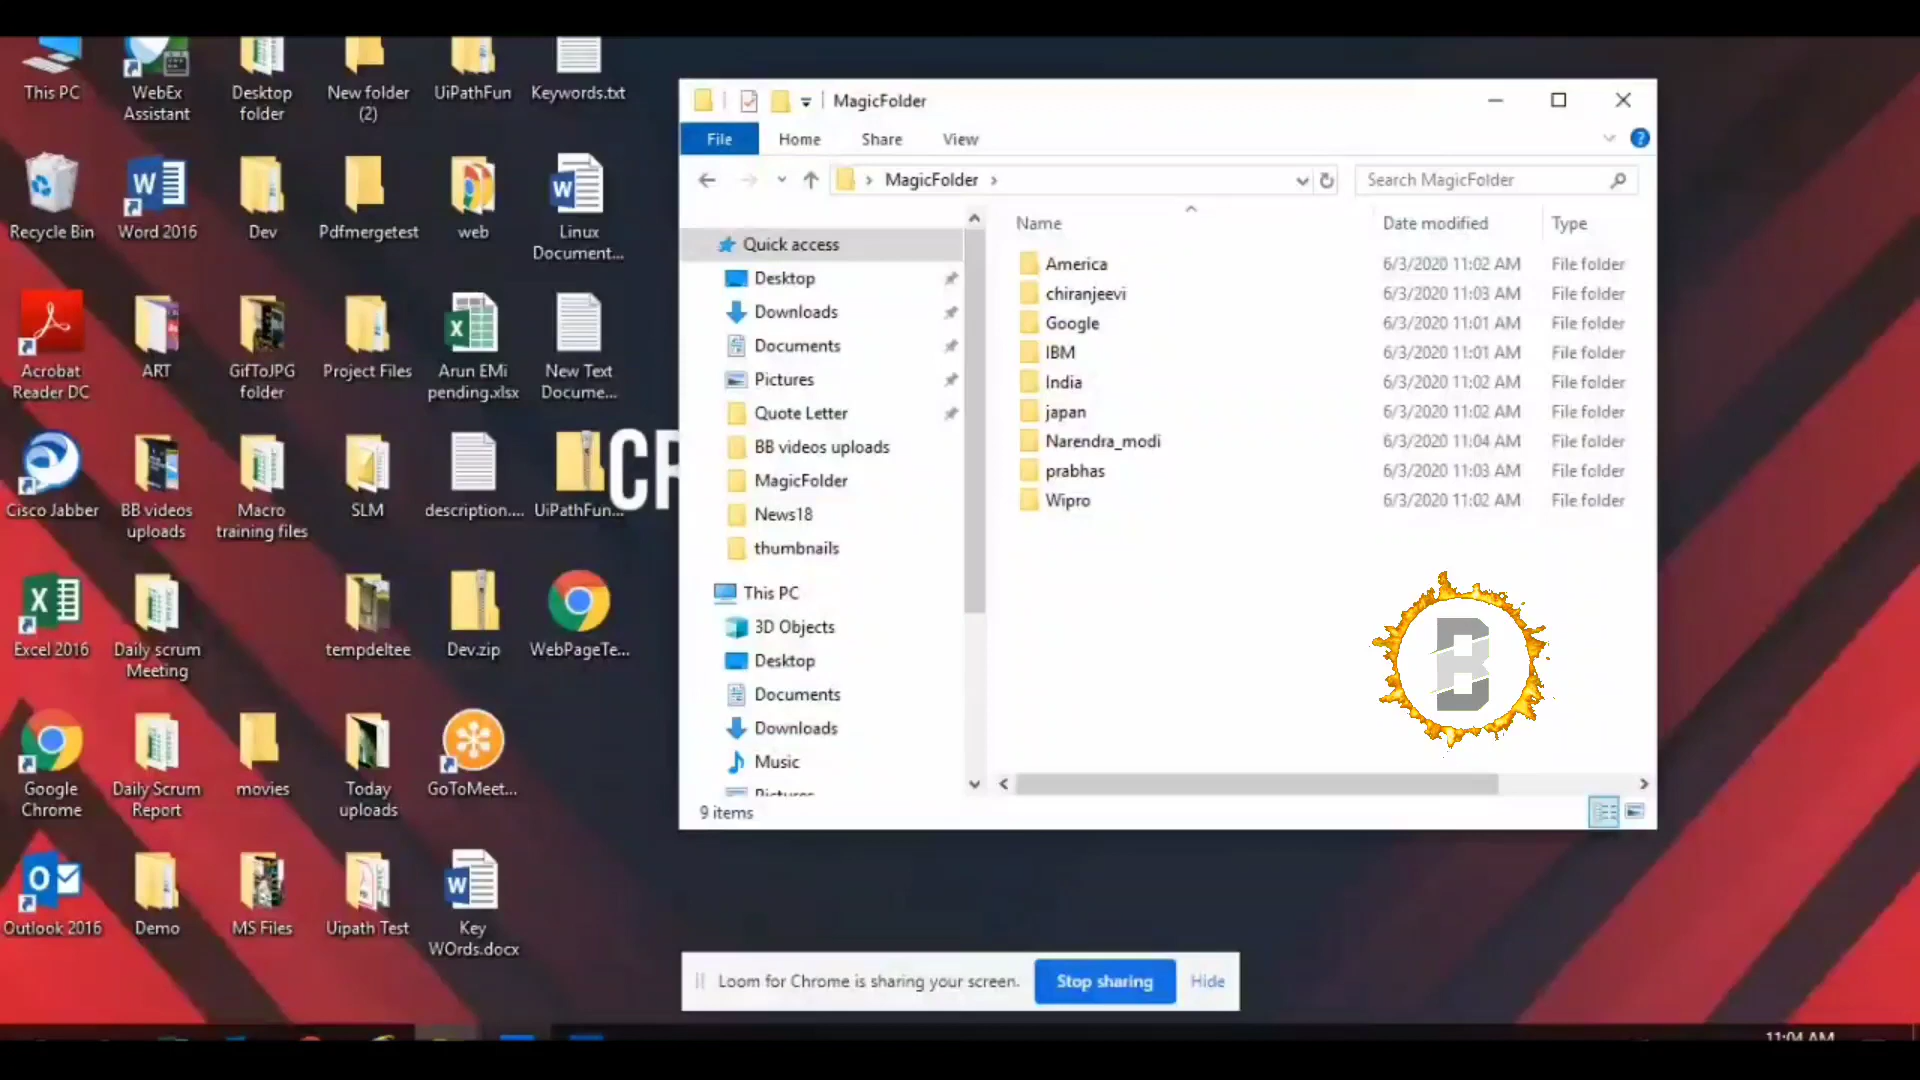 This PC
WebEx
Assistant
Desktop
folder
New folder
(2)
UiPathFun
Keywords.txt
Recycle Bin
Word 2016
Dev
Pdfmergetest
web
Linux
Document...
Acrobat
Reader DC
ART
GifToJPG
folder
Project Files
Arun EMi
pending.xlsx
New Text
Docume...
Cisco Jabber
BB videos
uploads
Macro
training files
SLM
description....
UiPathFun...
CR
Excel 2016
Daily scrum
Meeting
tempdeltee
Dev.zip
WebPageTe...
Google
Chrome
Daily Scrum
Report
movies
Today
uploads
GoToMeet...
Outlook 2016
Demo
MS Files
Uipath Test
Key
WOrds.docx
MagicFolder
File Home Share View
MagicFolder
Search MagicFolder
Quick access
Desktop
Downloads
Documents
Pictures
Quote Letter
BB videos uploads
MagicFolder
News18
thumbnails
This PC
3D Objects
Desktop
Documents
Downloads
Music
Pictures
Name Date modified Type
America 6/3/2020 11:02 AM File folder
chiranjeevi 6/3/2020 11:03 AM File folder
Google 6/3/2020 11:01 AM File folder
IBM 6/3/2020 11:01 AM File folder
India 6/3/2020 11:02 AM File folder
japan 6/3/2020 11:02 AM File folder
Narendra_modi 6/3/2020 11:04 AM File folder
prabhas 6/3/2020 11:03 AM File folder
Wipro 6/3/2020 11:02 AM File folder
B
9 items
Loom for Chrome is sharing your screen. Stop sharing Hide
11:04 AM